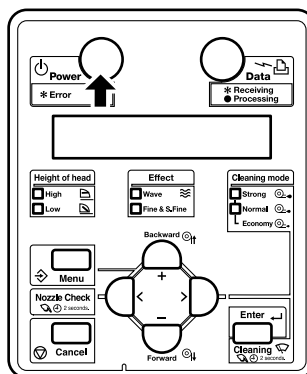 Power
Data
* Error
* Receiving
● Processing
Height of head
High
Low
Effect
Wave
Fine & S.Fine
Cleaning mode
Strong
Normal
Economy
Backward
+
Menu
< >
Nozzle Check
2 seconds.
−
Enter
Cancel
Forward
Cleaning
2 seconds.